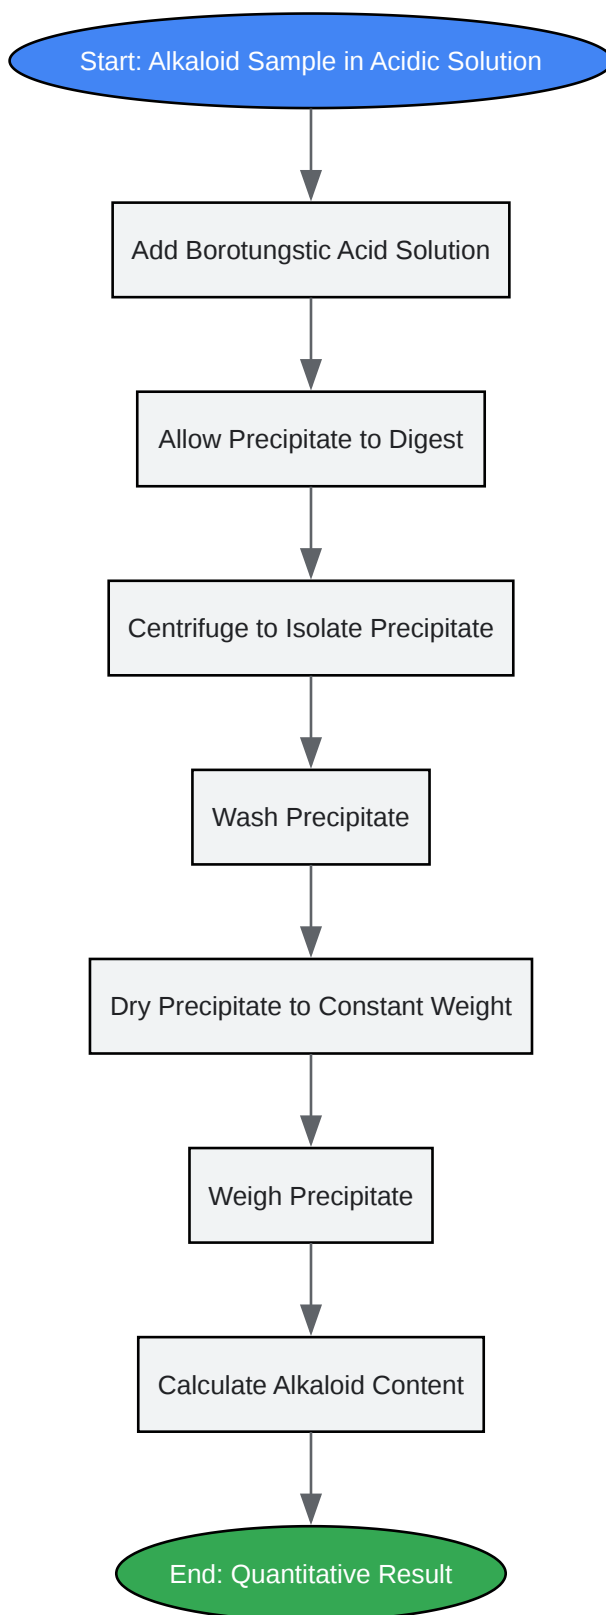 Start: Alkaloid Sample in Acidic Solution
Add Borotungstic Acid Solution
Allow Precipitate to Digest
Centrifuge to Isolate Precipitate
Wash Precipitate
Dry Precipitate to Constant Weight
Weigh Precipitate
Calculate Alkaloid Content
End: Quantitative Result